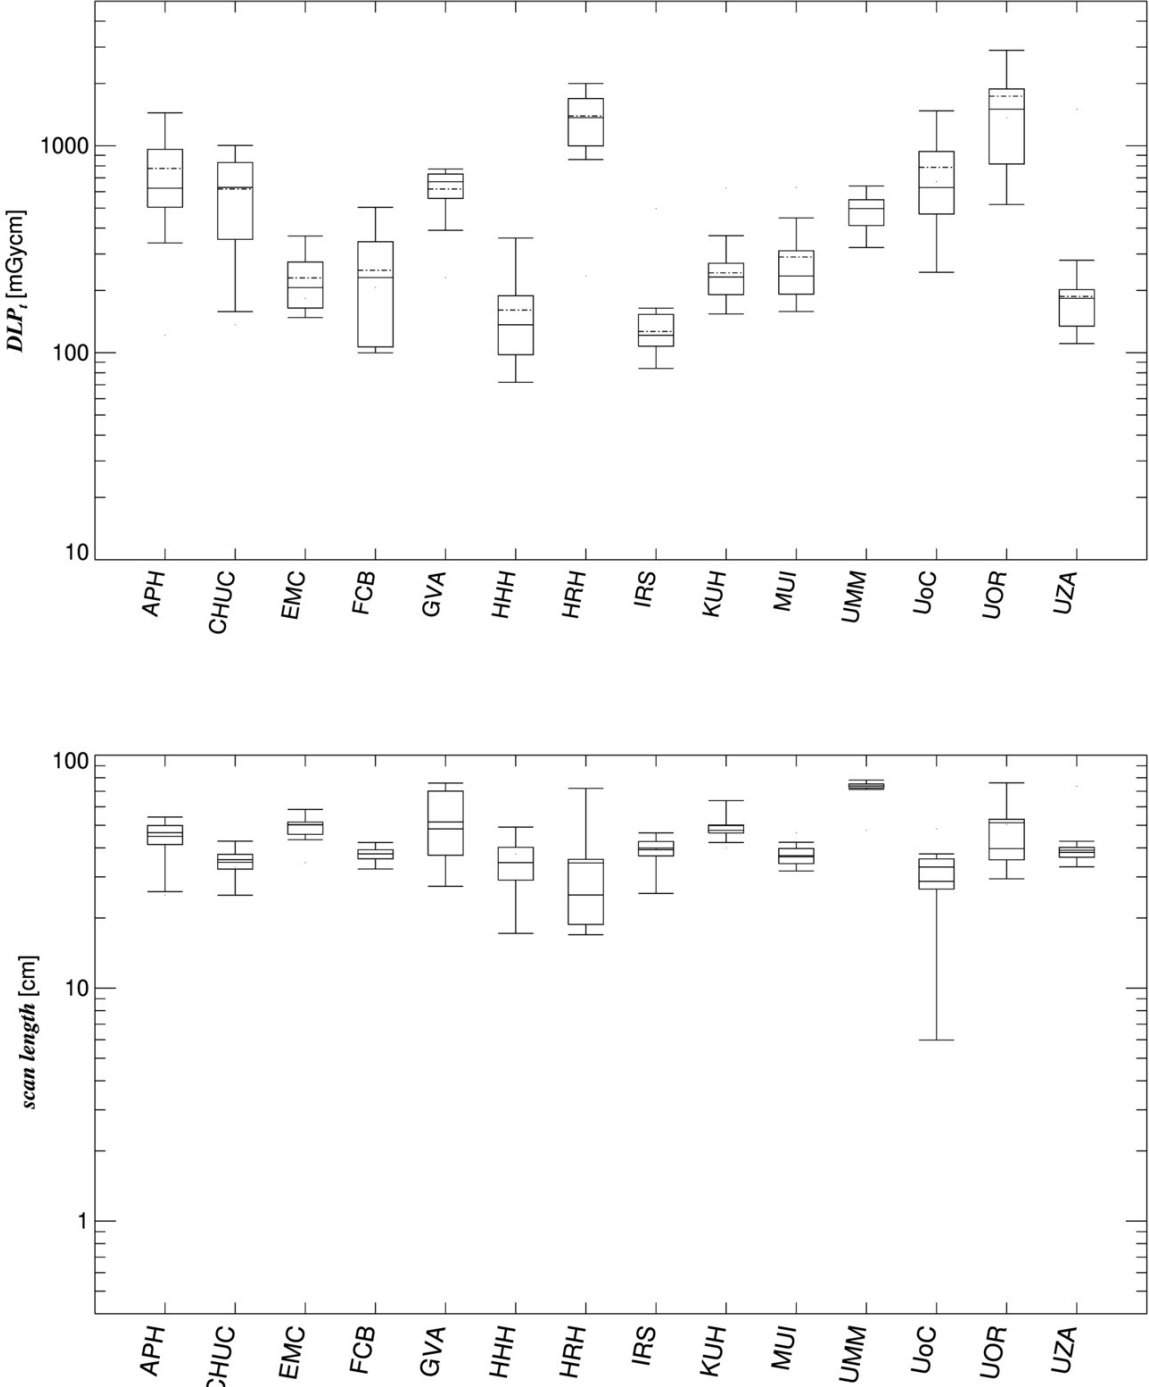 1000
100
10
DLPt [mGycm]
APH CHUC EMC FCB GVA HHH HRH IRS KUH MUI UMM UoC UOR UZA
100
10
1
scan length [cm]
APH CHUC EMC FCB GVA HHH HRH IRS KUH MUI UMM UoC UOR UZA